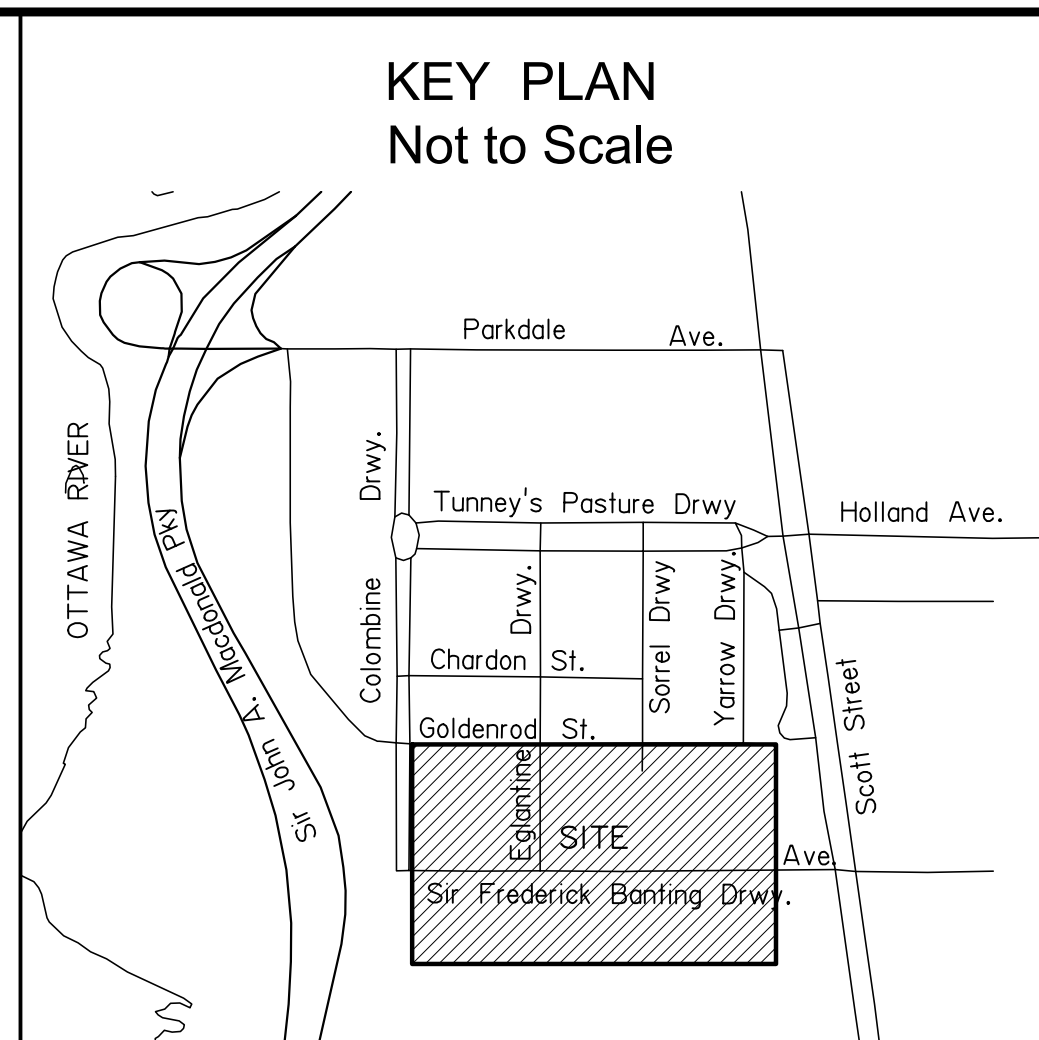 KEY PLAN
Not to Scale
Parkdale Ave.
OTTAWA RIVER
Sir John A. Macdonald Pky
Colombine Drwy.
Tunney's Pasture Drwy
Holland Ave.
Eglantine Drwy.
Sorrel Drwy
Yarrow Drwy.
Chardon St.
Goldenrod St.
Scott Street
SITE
Ave.
Sir Frederick Banting Drwy.